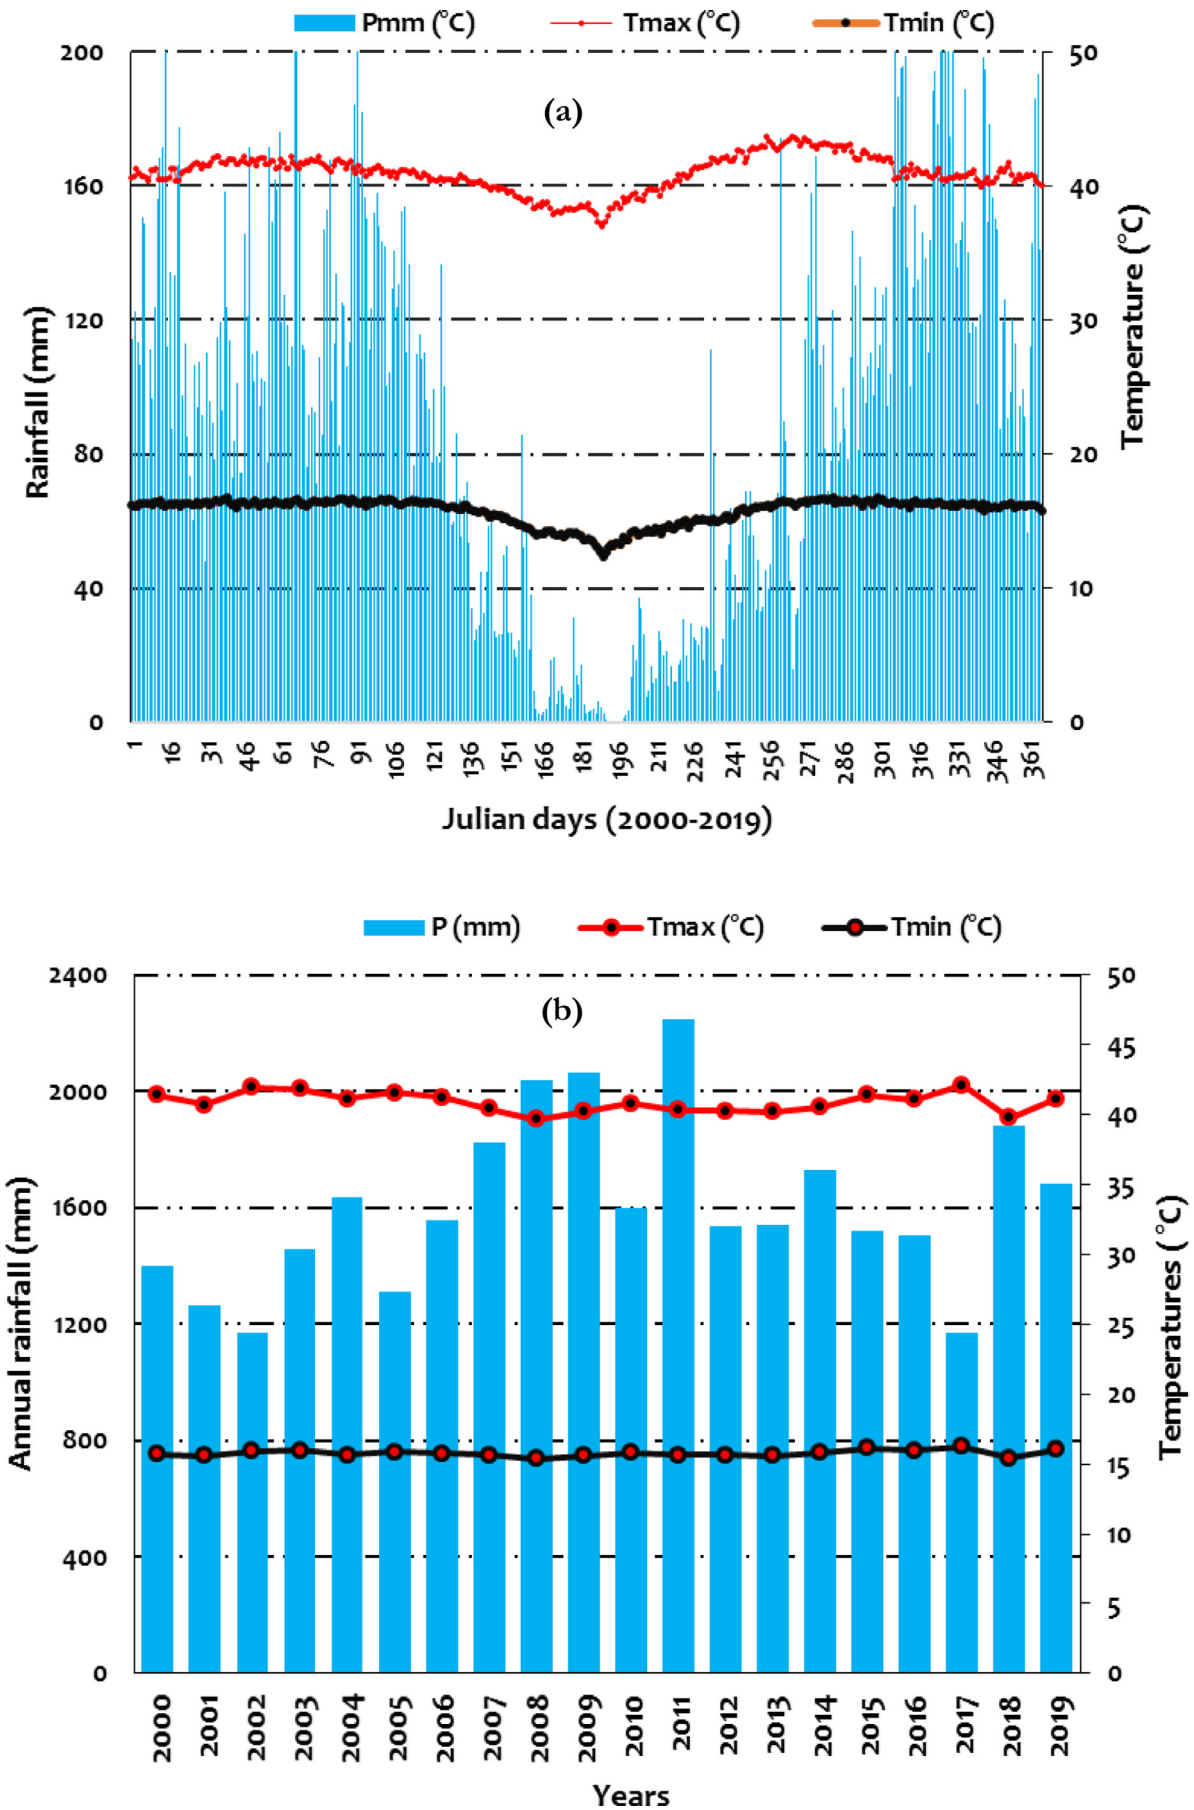 Pmm (°C) Tmax (°C) Tmin (°C)
(a)
200
160
120
80
40
0
Rainfall (mm)
50
40
30
20
10
0
Temperature (°C)
1 16 31 46 61 76 91 106 121 136 151 166 181 196 211 226 241 256 271 286 301 316 331 346 361
Julian days (2000-2019)
P (mm) Tmax (°C) Tmin (°C)
(b)
2400
2000
1600
1200
800
400
0
Annual rainfall (mm)
50
45
40
35
30
25
20
15
10
5
0
Temperatures ( °C)
2000 2001 2002 2003 2004 2005 2006 2007 2008 2009 2010 2011 2012 2013 2014 2015 2016 2017 2018 2019
Years